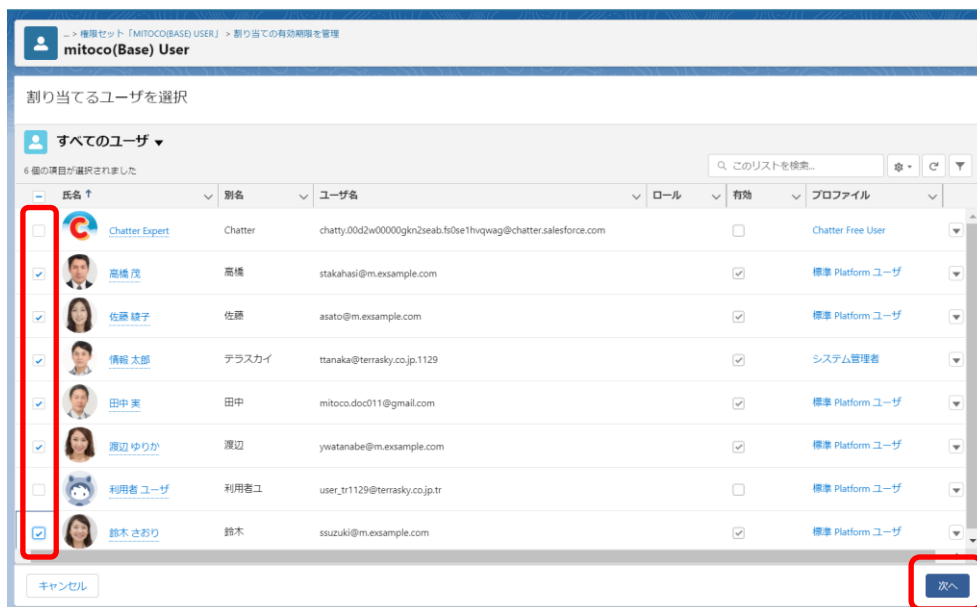 ... > 権限セット「MITOCO(BASE) USER」 > 割り当ての有効期限を管理
mitoco(Base) User
割り当てるユーザを選択
すべてのユーザ
6 個の項目が選択されました
このリストを検索...
氏名 ↑ 別名 ユーザ名 ロール 有効 プロファイル
Chatter Expert Chatter chatty.00d2w00000gkn2seab.fs0se1hvqwag@chatter.salesforce.com Chatter Free User
高橋 茂 高橋 stakahasi@m.exsample.com 標準 Platform ユーザ
佐藤 綾子 佐藤 asato@m.exsample.com 標準 Platform ユーザ
情報 太郎 テラスカイ ttanaka@terrasky.co.jp.1129 システム管理者
田中 実 田中 mitoco.doc011@gmail.com 標準 Platform ユーザ
渡辺 ゆりか 渡辺 ywatanabe@m.exsample.com 標準 Platform ユーザ
利用者 ユーザ 利用者ユ user_tr1129@terrasky.co.jp.tr 標準 Platform ユーザ
鈴木 さおり 鈴木 ssuzuki@m.exsample.com 標準 Platform ユーザ
キャンセル 次へ